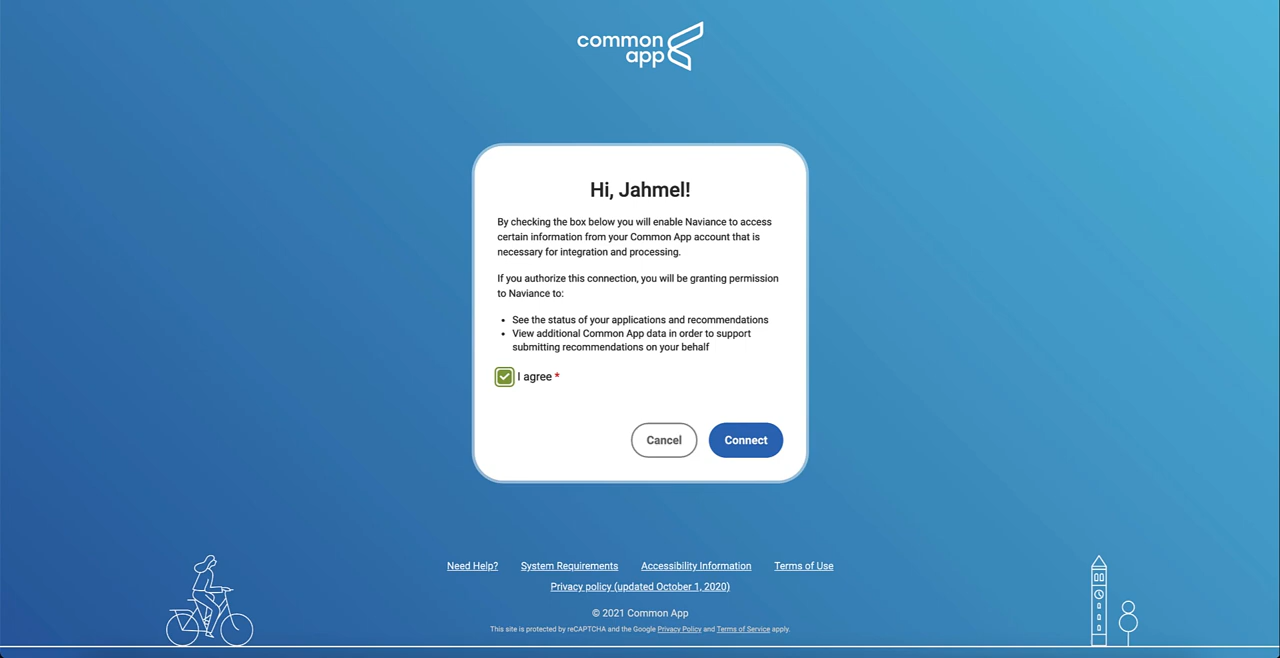 common
app
Hi, Jahmel!
By checking the box below you will enable Naviance to access
certain information from your Common App account that is
necessary for integration and processing.
If you authorize this connection, you will be granting permission
to Naviance to:
• See the status of your applications and recommendations
• View additional Common App data in order to support
submitting recommendations on your behalf
I agree *
Cancel Connect
Need Help? System Requirements Accessibility Information Terms of Use
Privacy policy (updated October 1, 2020)
© 2021 Common App
This site is protected by reCAPTCHA and the Google Privacy Policy and Terms of Service apply.